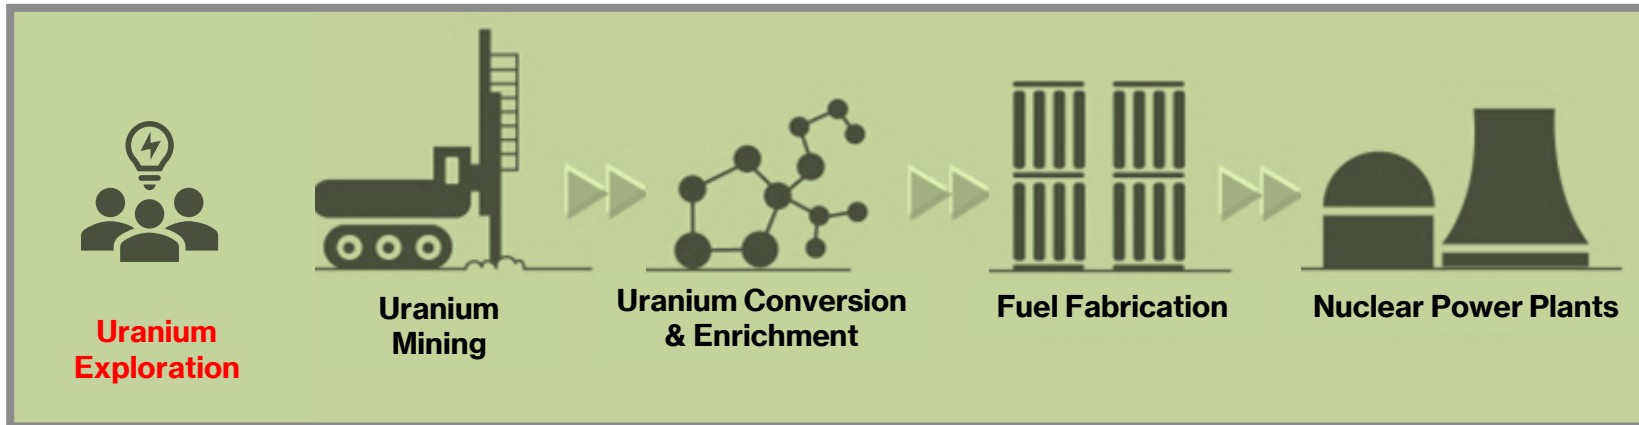 Uranium
Exploration
Uranium
Mining
Uranium Conversion
& Enrichment
Fuel Fabrication
Nuclear Power Plants